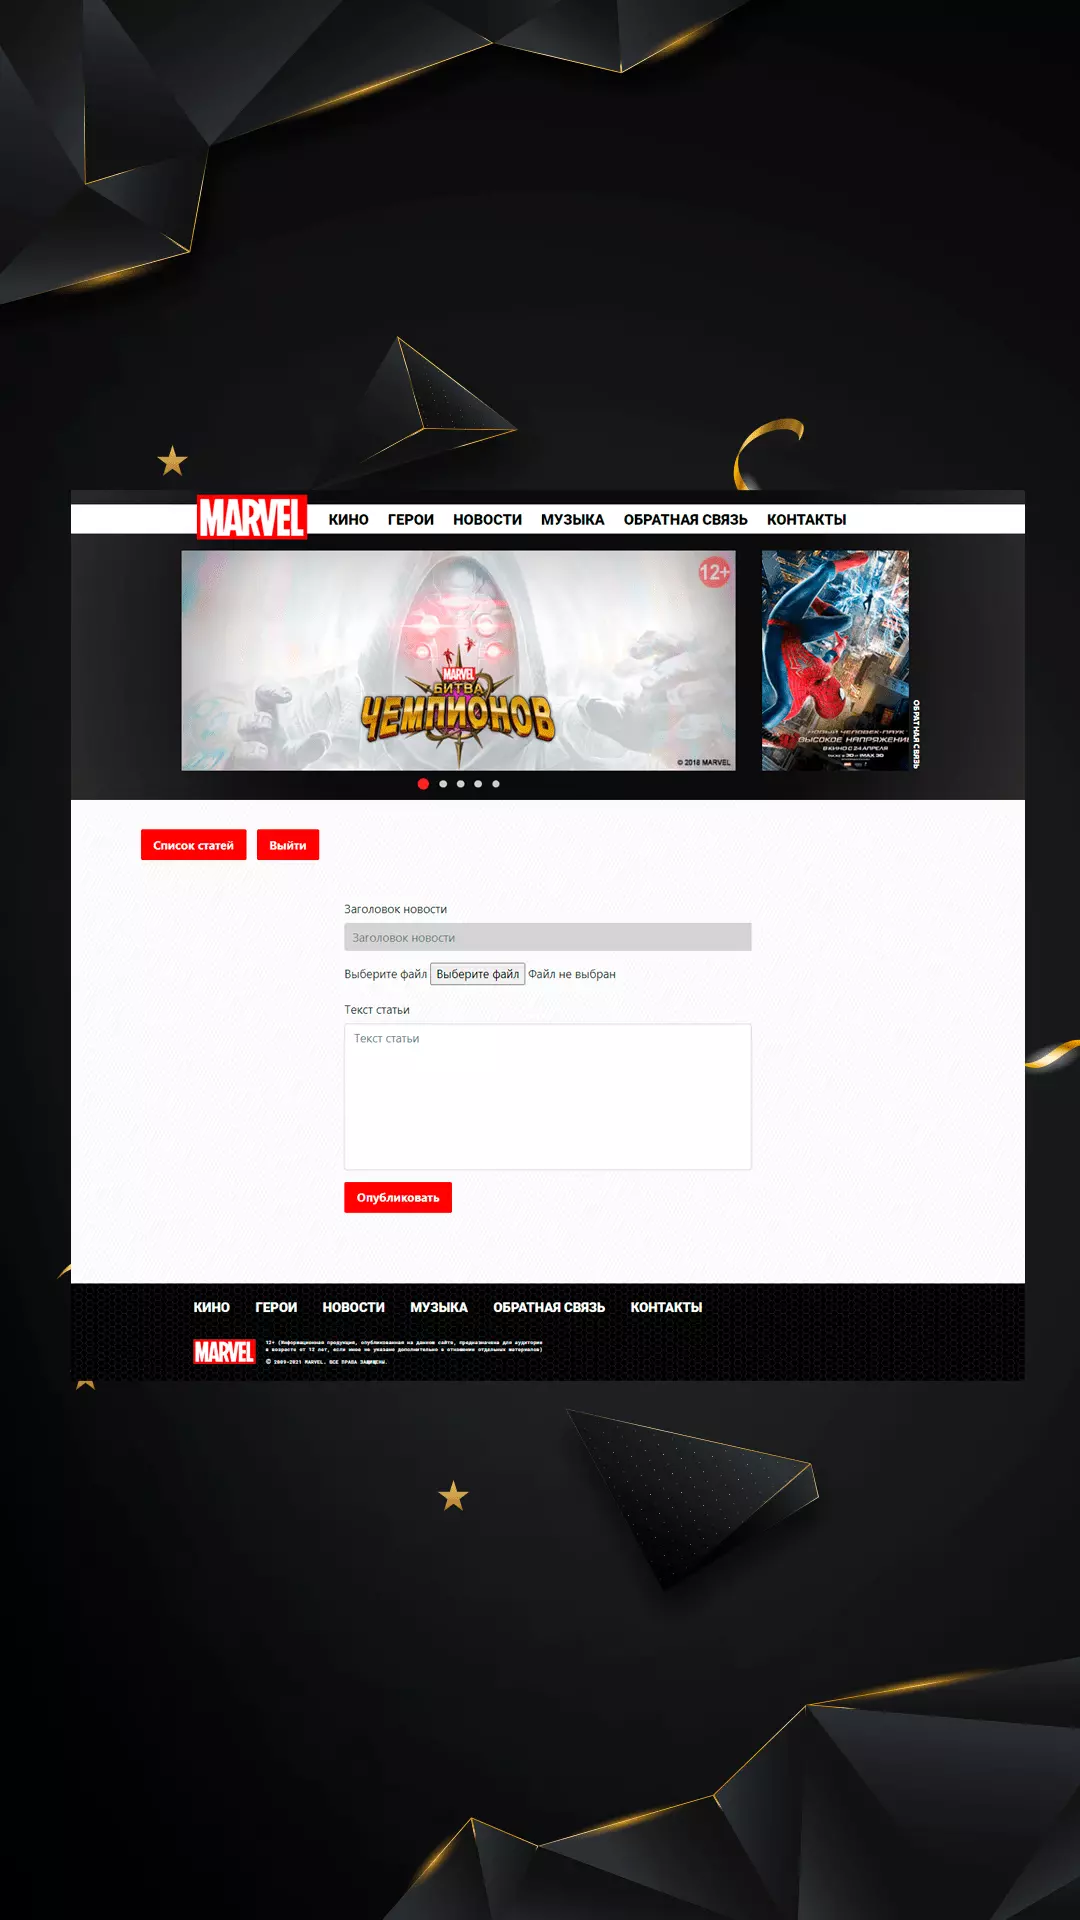 MARVEL
КИНО ГЕРОИ НОВОСТИ МУЗЫКА ОБРАТНАЯ СВЯЗЬ КОНТАКТЫ
12+
MARVEL
БИТВА
ЧЕМПИОНОВ
© 2018 MARVEL
НОВЫЙ ЧЕЛОВЕК-ПАУК
ВЫСОКОЕ НАПРЯЖЕНИЕ
В КИНО С 24 АПРЕЛЯ
ТАКЖЕ В 3D И IMAX 3D
ОБРАТНАЯ СВЯЗЬ
Список статей Выйти
Заголовок новости
Заголовок новости
Выберите файл Выберите файл Файл не выбран
Текст статьи
Текст статьи
Опубликовать
КИНО ГЕРОИ НОВОСТИ МУЗЫКА ОБРАТНАЯ СВЯЗЬ КОНТАКТЫ
MARVEL
12+ (Информационная продукция, опубликованная на данном сайте, предназначена для аудитории
в возрасте от 12 лет, если иное не указано дополнительно в отношении отдельных материалов)
© 2009-2021 MARVEL. ВСЕ ПРАВА ЗАЩИЩЕНЫ.